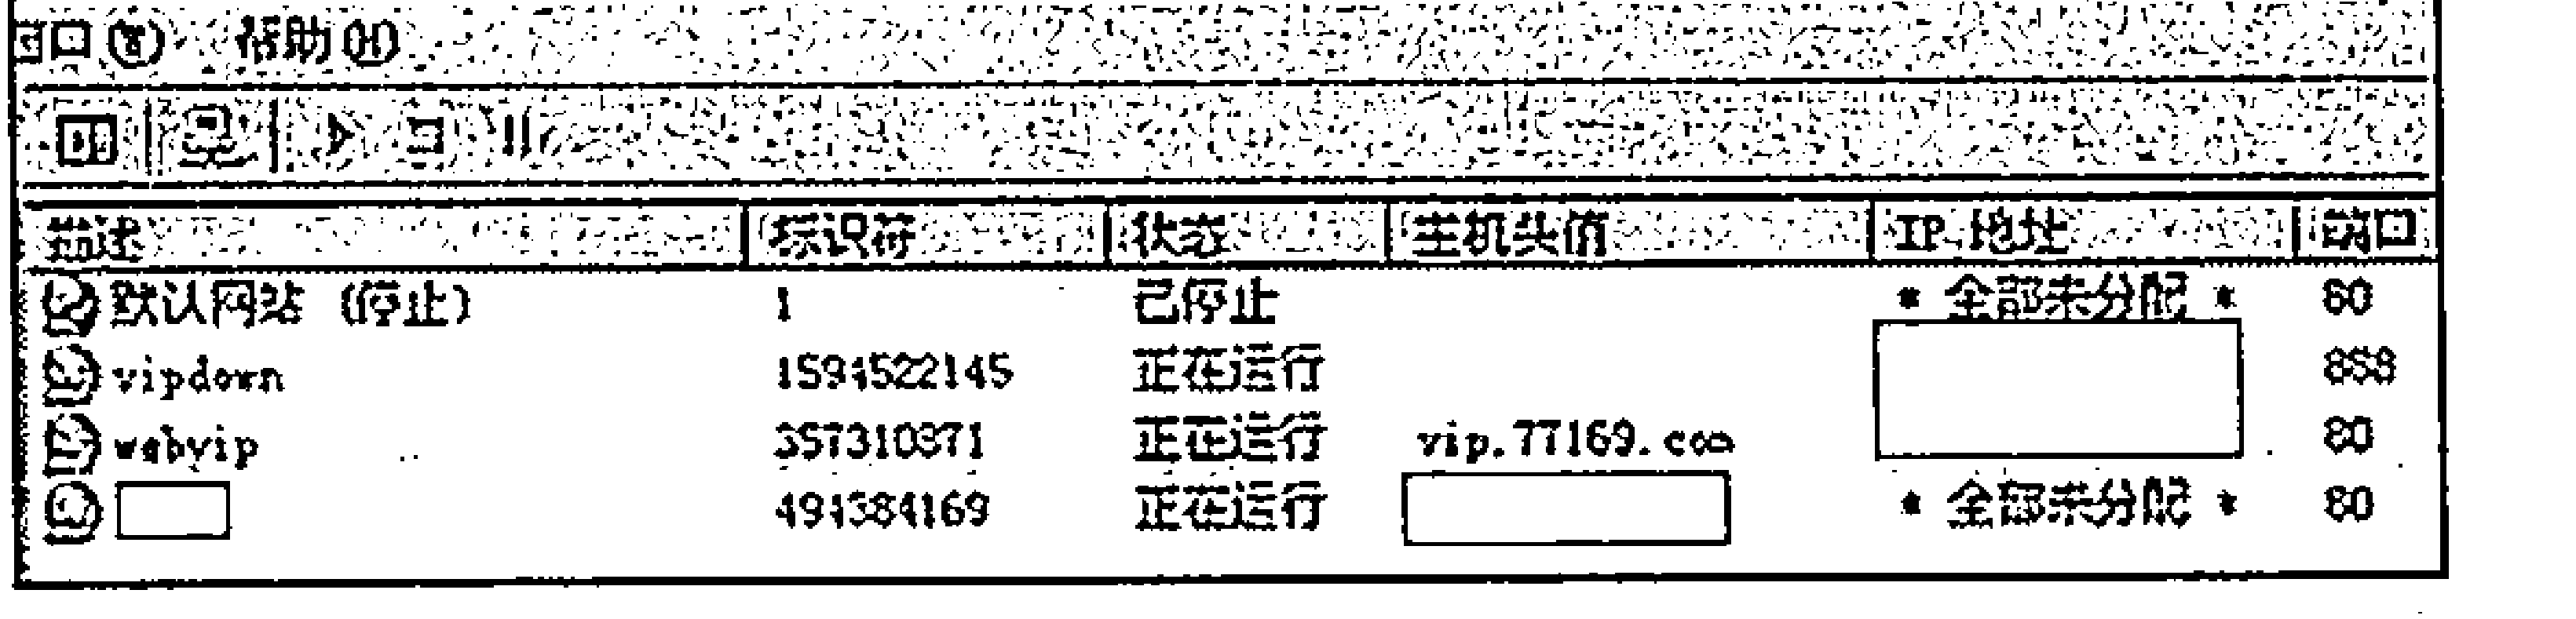 窗口(W) 帮助(H)
描述 标识符 状态 主机头值 IP 地址 端口
默认网站 (停止) 1 已停止 * 全部未分配 * 80
vipdown 1594522145 正在运行 858
webvip 357310871 正在运行 vip.77169.com 80
494384169 正在运行 * 全部未分配 * 80